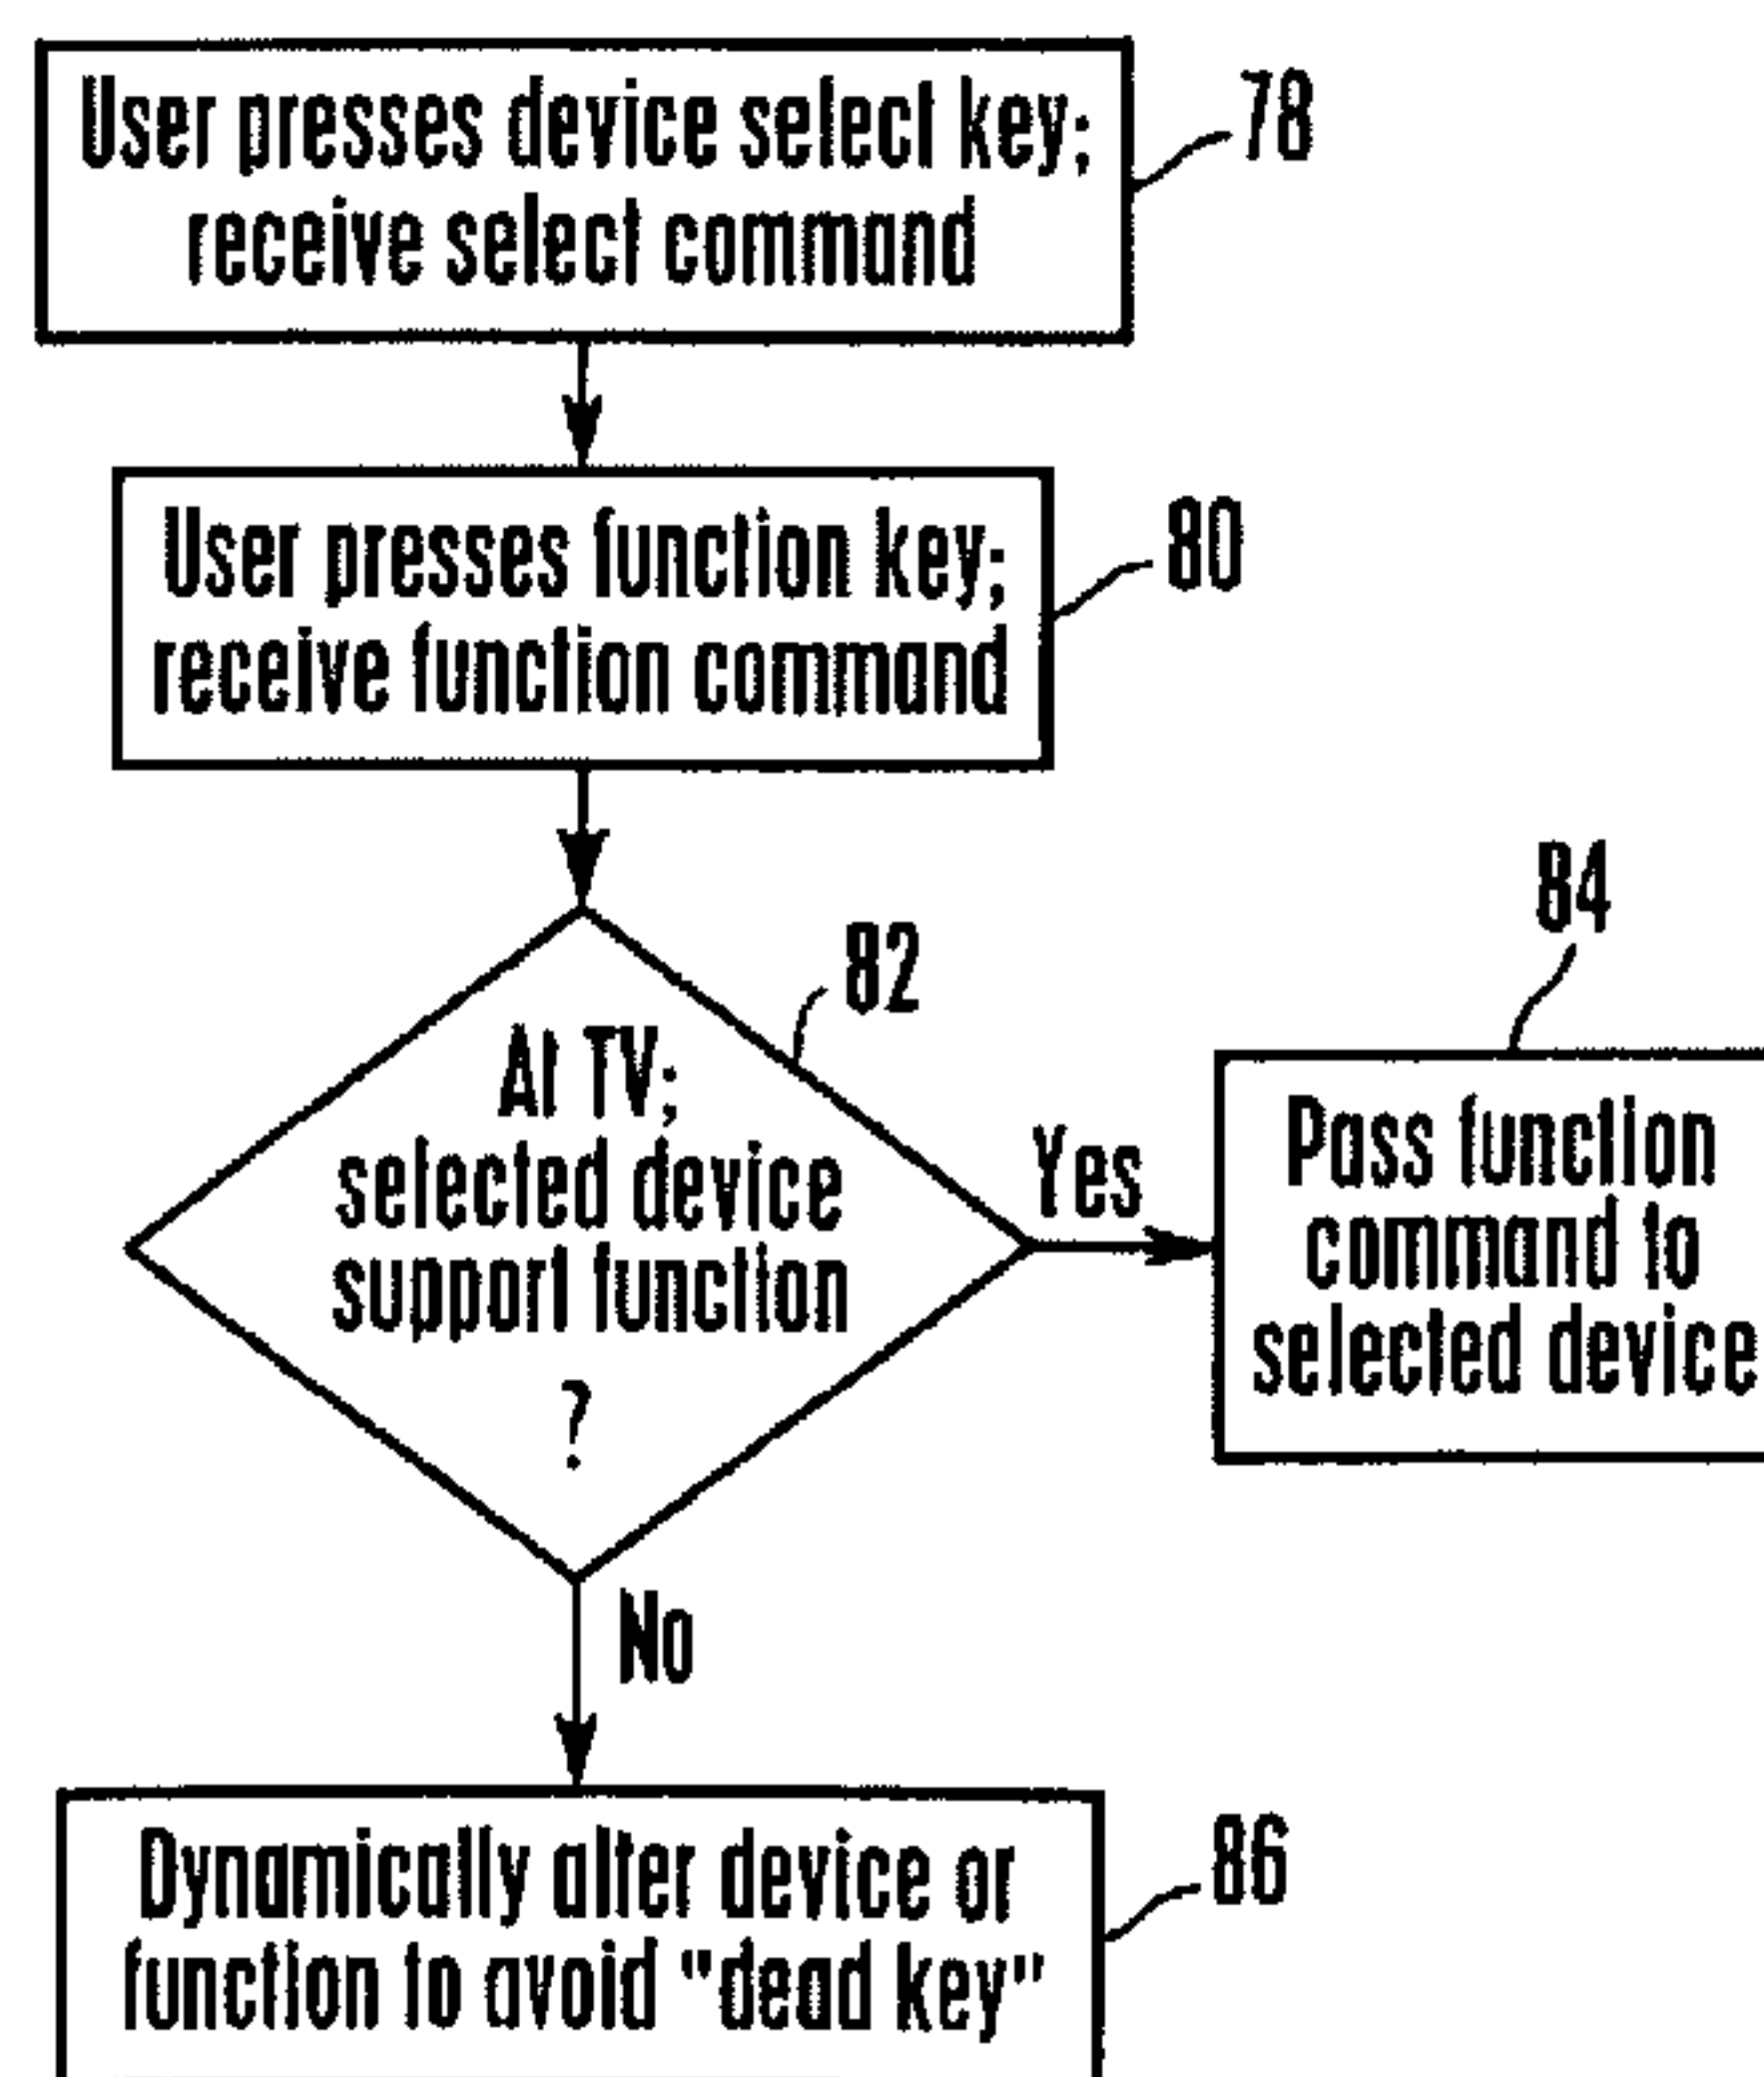 User presses device select key;
receive select command
78
User presses function key;
receive function command
80
82
At TV;
selected device
support function
?
Yes
84
Pass function
command to
selected device
No
Dynamically alter device or
function to avoid "dead key"
86